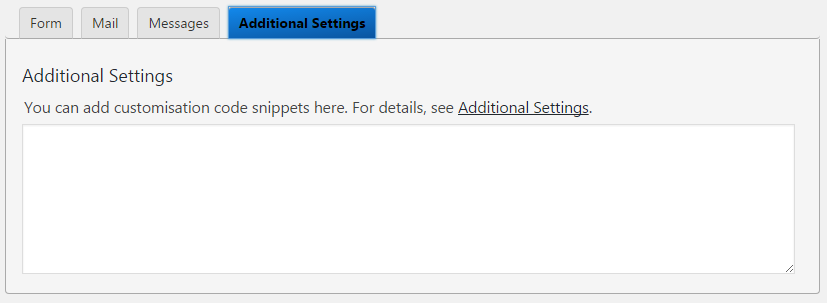 Form Mail Messages Additional Settings
Additional Settings
You can add customisation code snippets here. For details, see Additional Settings.